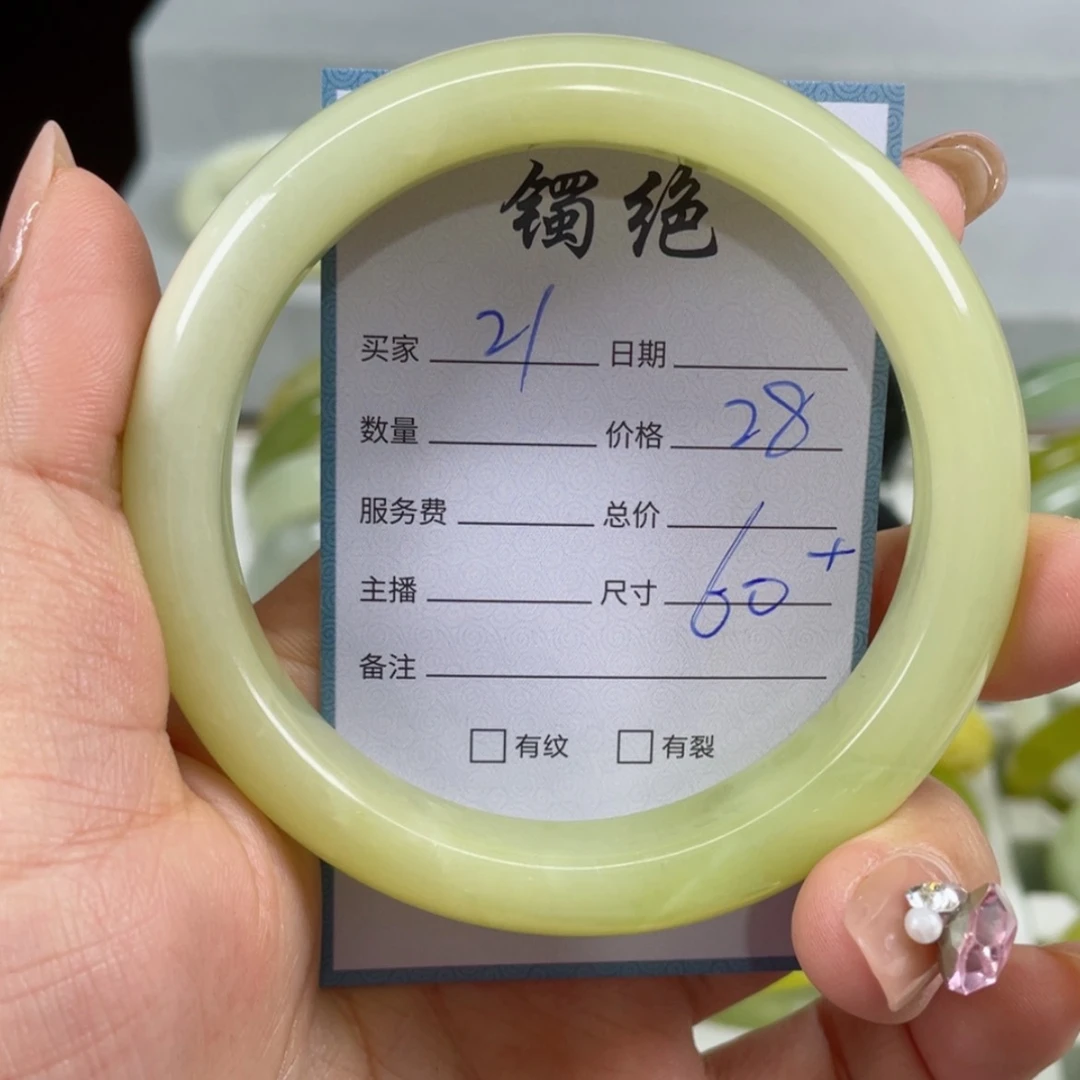 镯绝
买家 21 日期
数量 价格 28
服务费 总价
主播 尺寸 60+
备注
□有纹 □有裂